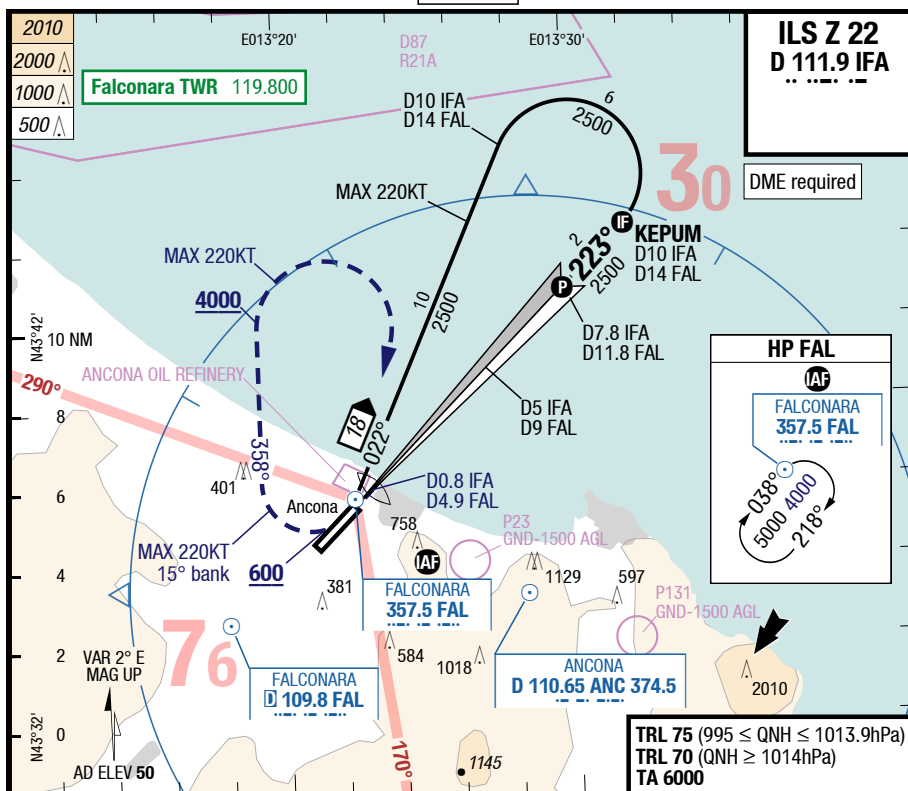 2010
2000
1000
500
E013°20'
E013°30'
D87
R21A
Falconara TWR 119.800
ILS Z 22
D 111.9 IFA
D10 IFA
D14 FAL
6
2500
30
DME required
MAX 220KT
MAX 220KT
IF
KEPUM
D10 IFA
D14 FAL
223°
2
2500
P
4000
10
2500
D7.8 IFA
D11.8 FAL
N43°42'
10 NM
ANCONA OIL REFINERY
290°
D5 IFA
D9 FAL
HP FAL
IAF
FALCONARA
357.5 FAL
038°
5000 4000
218°
8
18
022°
358°
401
Ancona
D0.8 IFA
D4.9 FAL
6
758
P23
GND-1500 AGL
MAX 220KT
15° bank
600
IAF
1129
597
4
381
FALCONARA
357.5 FAL
P131
GND-1500 AGL
76
584
1018
2
VAR 2° E
MAG UP
FALCONARA
D 109.8 FAL
ANCONA
D 110.65 ANC 374.5
2010
N43°32'
0
AD ELEV 50
170°
1145
TRL 75 (995 ≤ QNH ≤ 1013.9hPa)
TRL 70 (QNH ≥ 1014hPa)
TA 6000